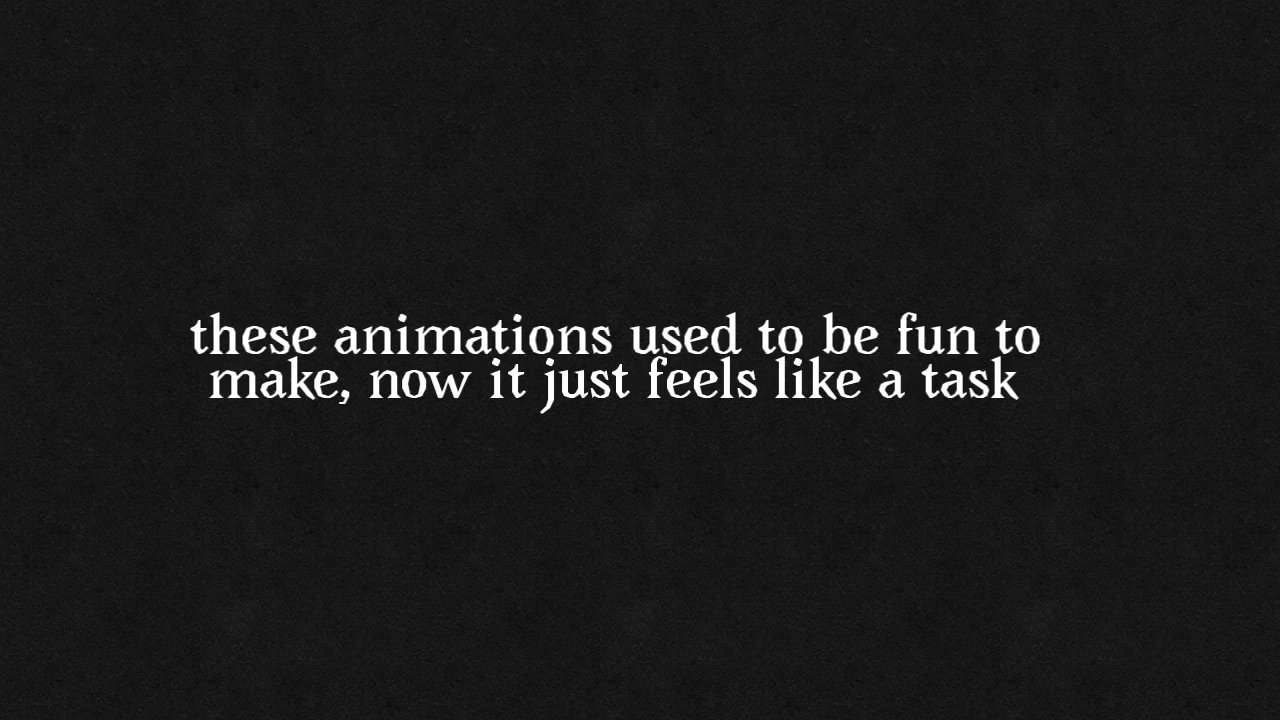 these animations used to be fun to
make, now it just feels like a task